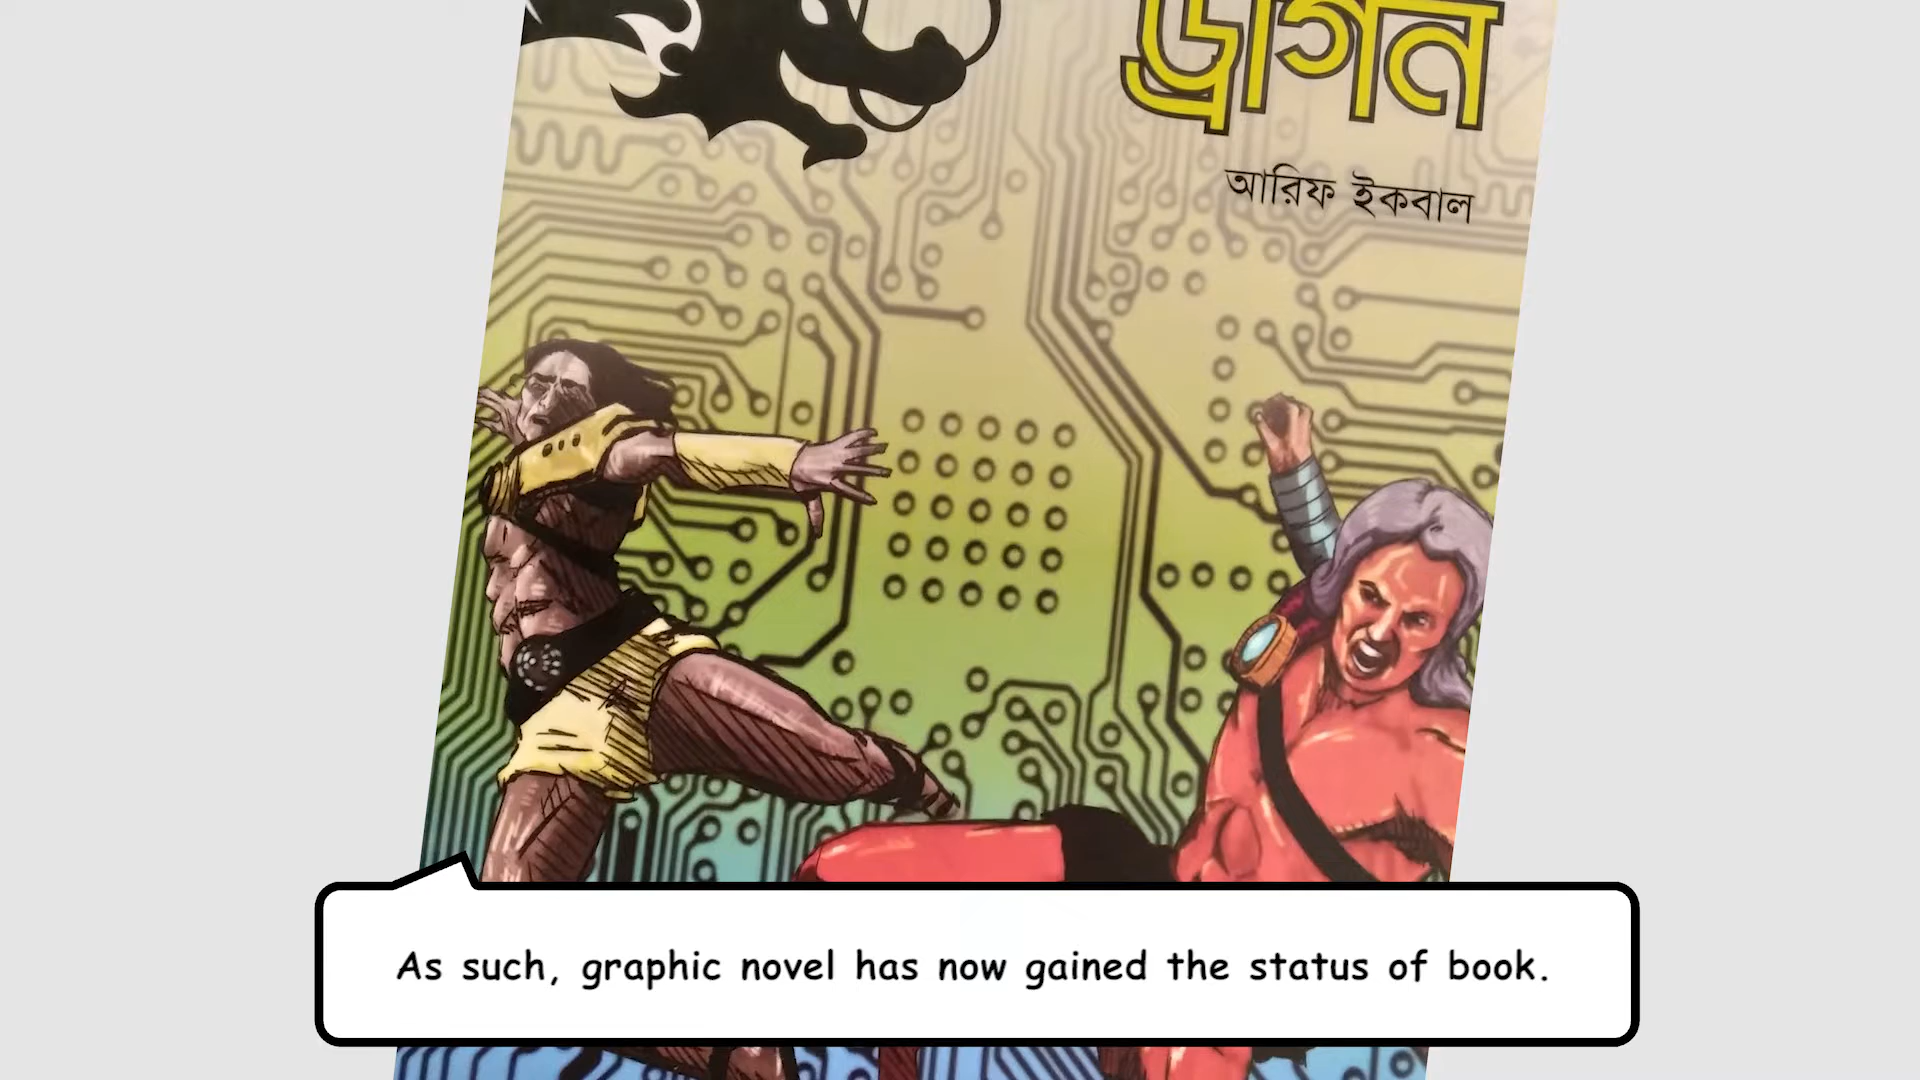 ড্রাগন
আরিফ ইকবাল
As such, graphic novel has now gained the status of book.